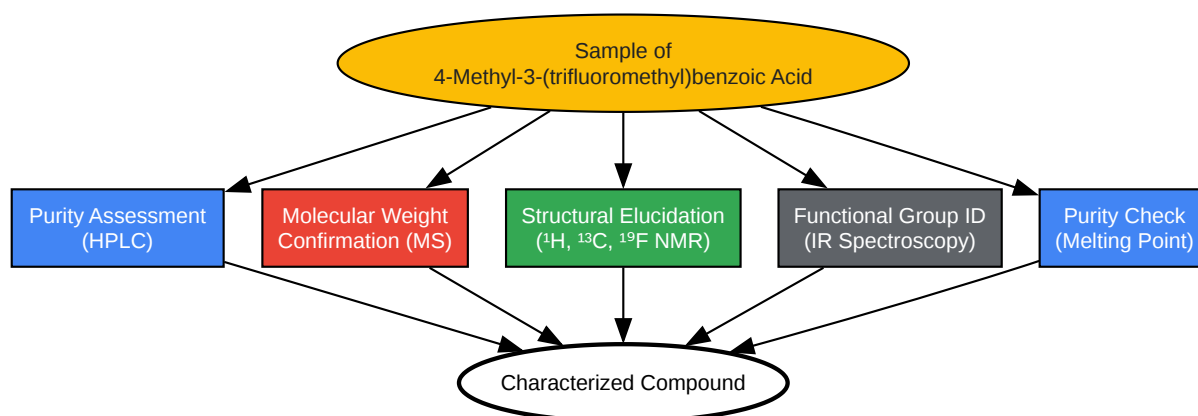 Sample of
4-Methyl-3-(trifluoromethyl)benzoic Acid
Purity Assessment
(HPLC)
Molecular Weight
Confirmation (MS)
Structural Elucidation
(¹H, ¹³C, ¹⁹F NMR)
Functional Group ID
(IR Spectroscopy)
Purity Check
(Melting Point)
Characterized Compound